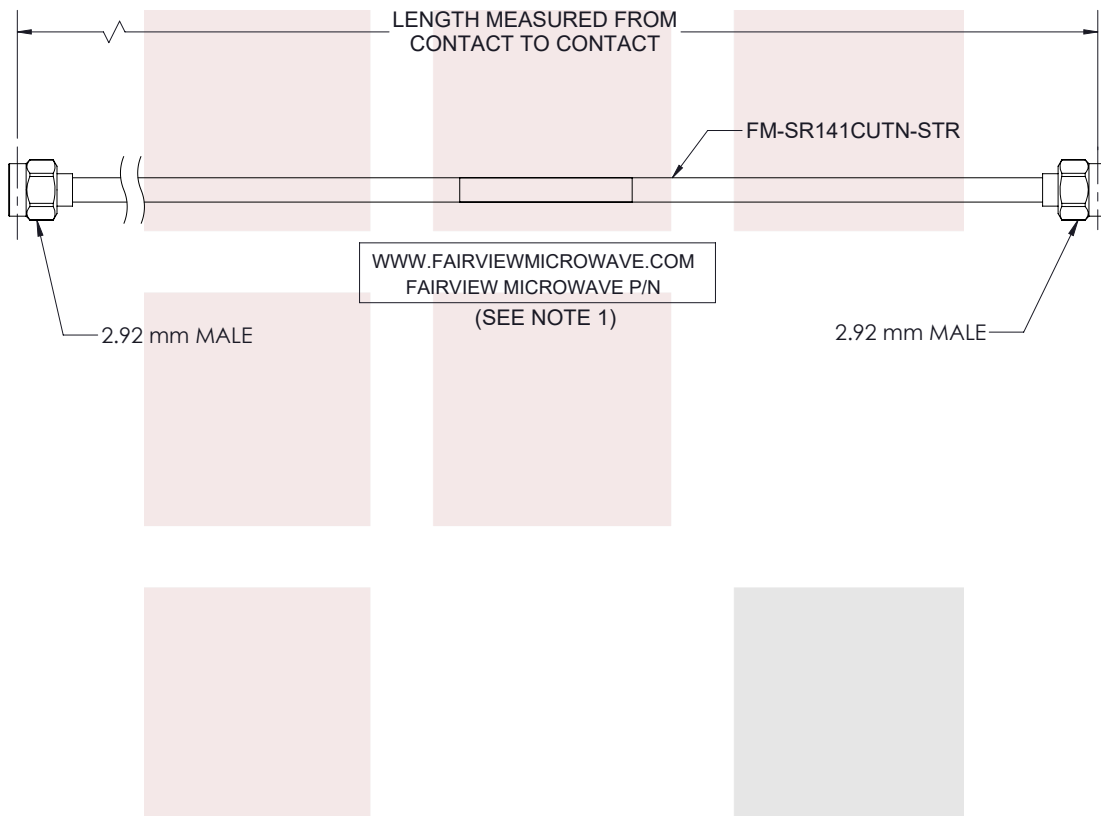 LENGTH MEASURED FROM
CONTACT TO CONTACT
FM-SR141CUTN-STR
WWW.FAIRVIEWMICROWAVE.COM
FAIRVIEW MICROWAVE P/N
(SEE NOTE 1)
2.92 mm MALE
2.92 mm MALE